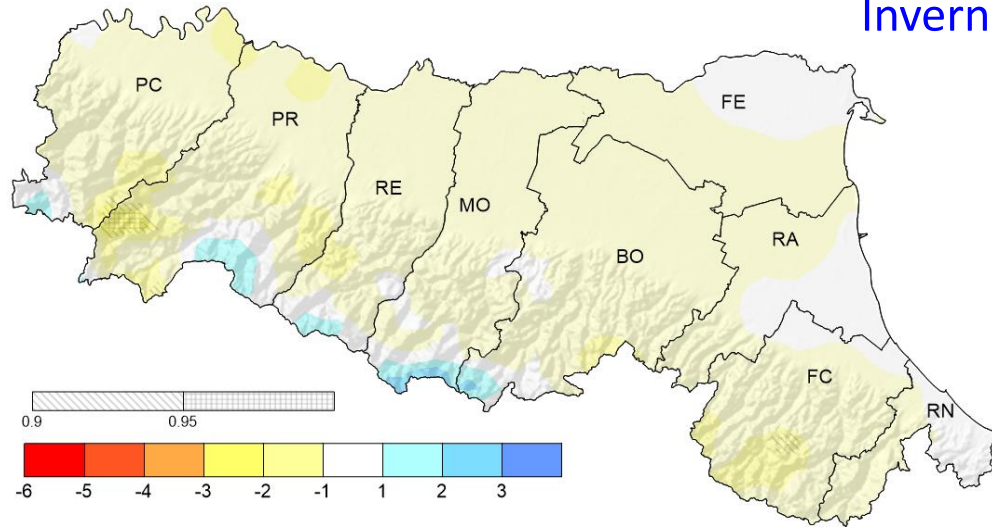 Invern
PC
PR
RE
MO
BO
FE
RA
FC
RN
0.9 0.95
-6 -5 -4 -3 -2 -1 1 2 3